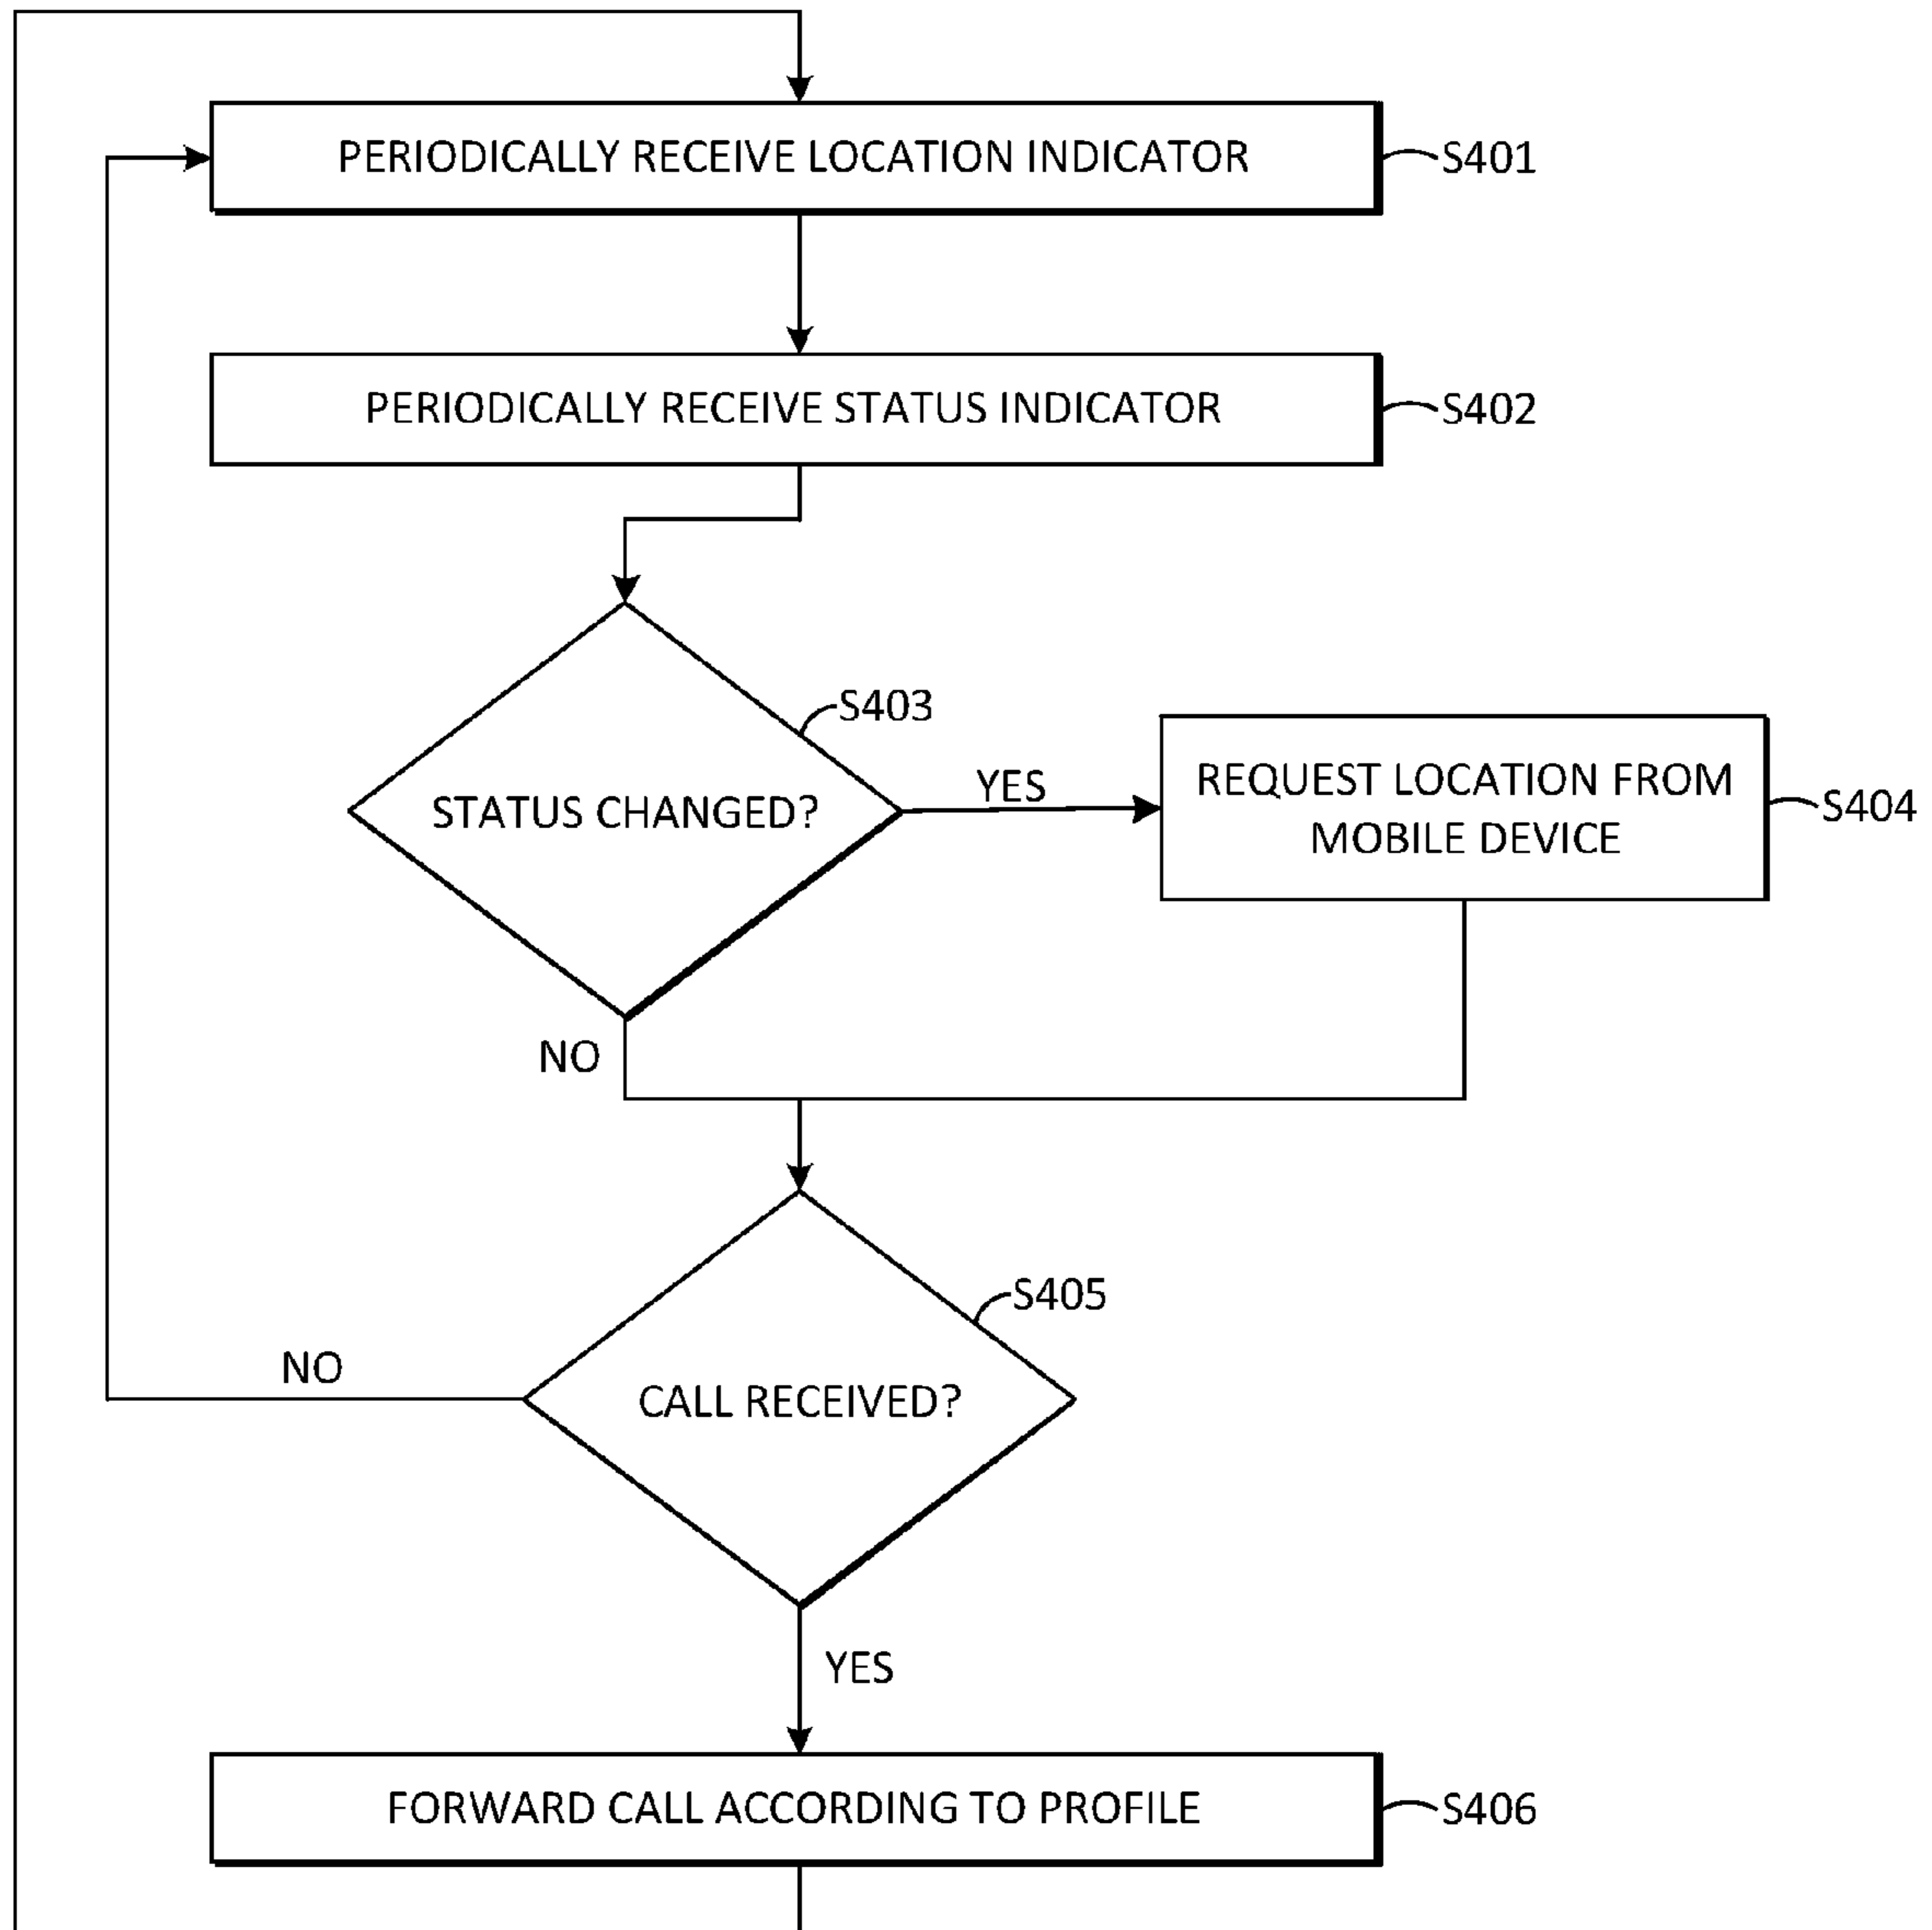 PERIODICALLY RECEIVE LOCATION INDICATOR
S401
PERIODICALLY RECEIVE STATUS INDICATOR
S402
S403
STATUS CHANGED?
YES
REQUEST LOCATION FROM
MOBILE DEVICE
S404
NO
S405
CALL RECEIVED?
NO
YES
FORWARD CALL ACCORDING TO PROFILE
S406